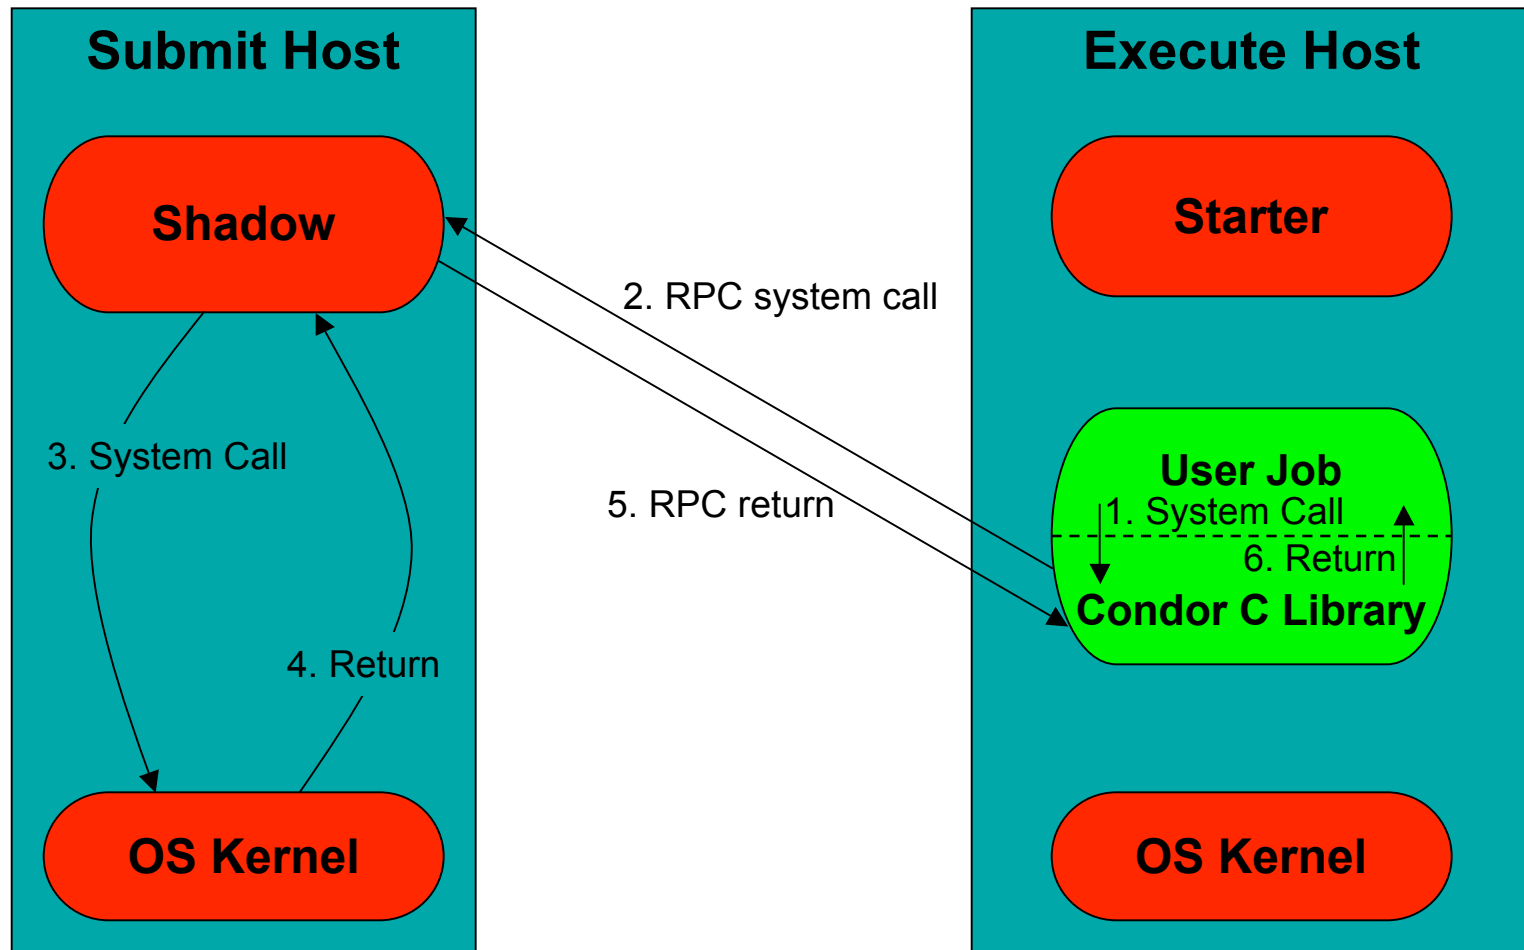 Submit Host
Shadow
3. System Call
4. Return
OS Kernel
2. RPC system call
5. RPC return
Execute Host
Starter
User Job
1. System Call
6. Return
Condor C Library
OS Kernel